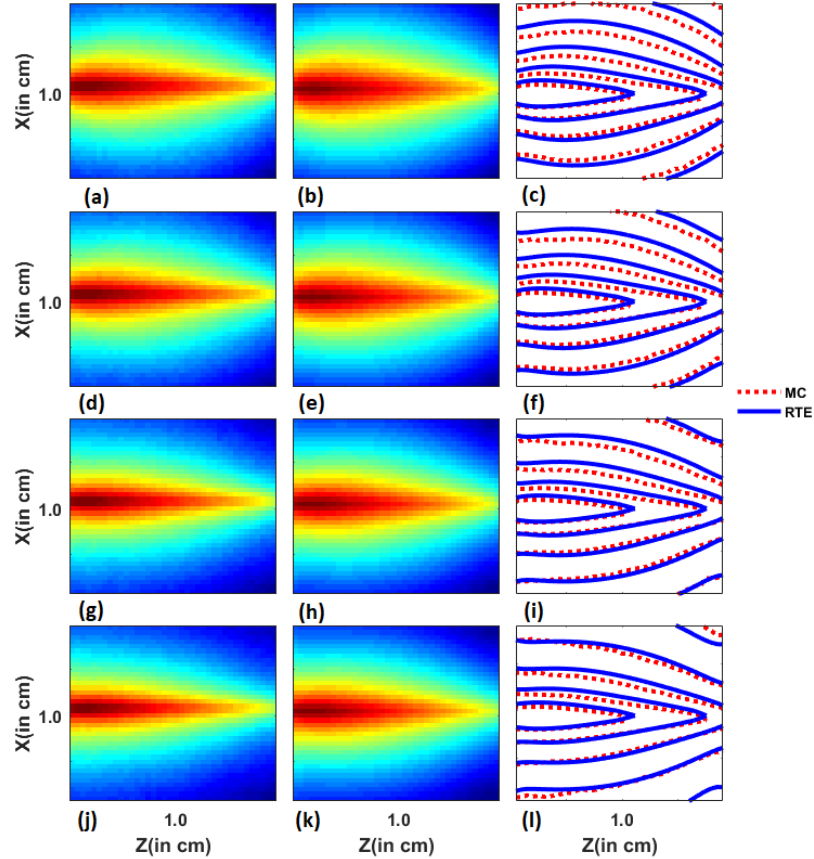 X(in cm)
1.0
(a)
(b)
(c)
X(in cm)
1.0
(d)
(e)
(f)
MC
RTE
X(in cm)
1.0
(g)
(h)
(i)
X(in cm)
1.0
(j)
1.0
(k)
1.0
(l)
1.0
Z(in cm)
Z(in cm)
Z(in cm)